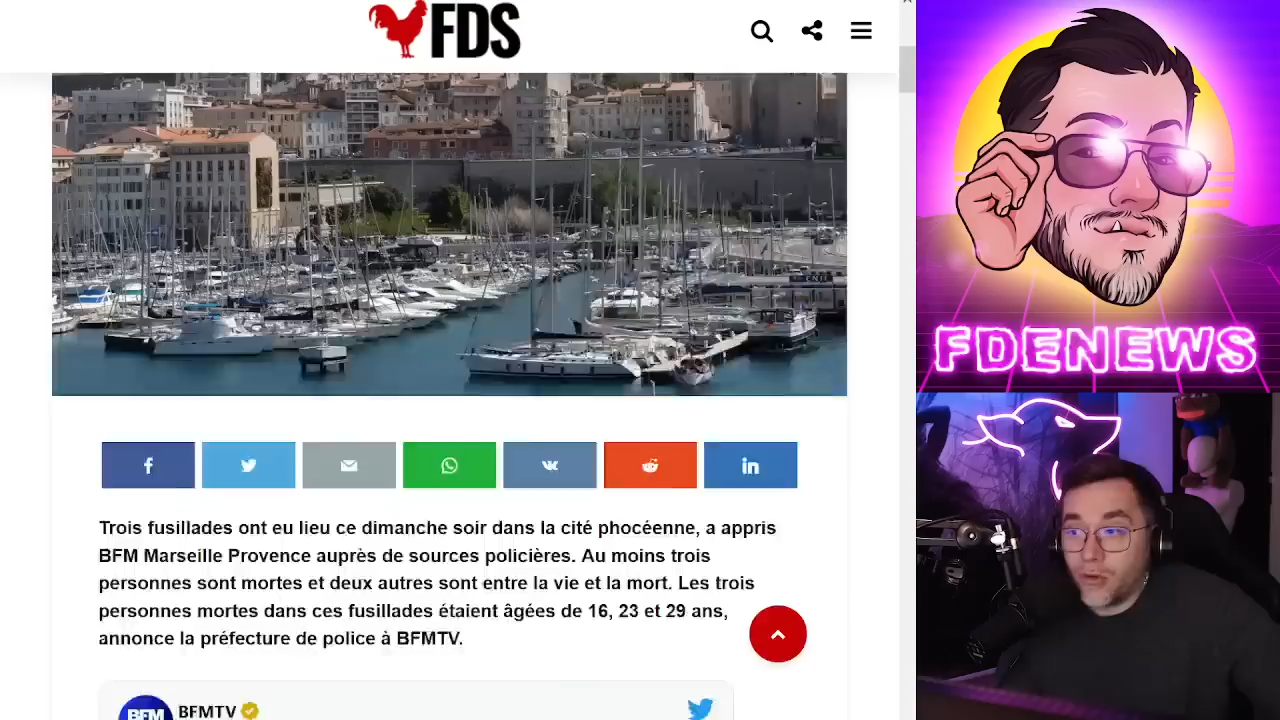 FDS
FDENEWS
Trois fusillades ont eu lieu ce dimanche soir dans la cité phocéenne, a appris
BFM Marseille Provence auprès de sources policières. Au moins trois
personnes sont mortes et deux autres sont entre la vie et la mort. Les trois
personnes mortes dans ces fusillades étaient âgées de 16, 23 et 29 ans,
annonce la préfecture de police à BFMTV.
BFM
BFMTV